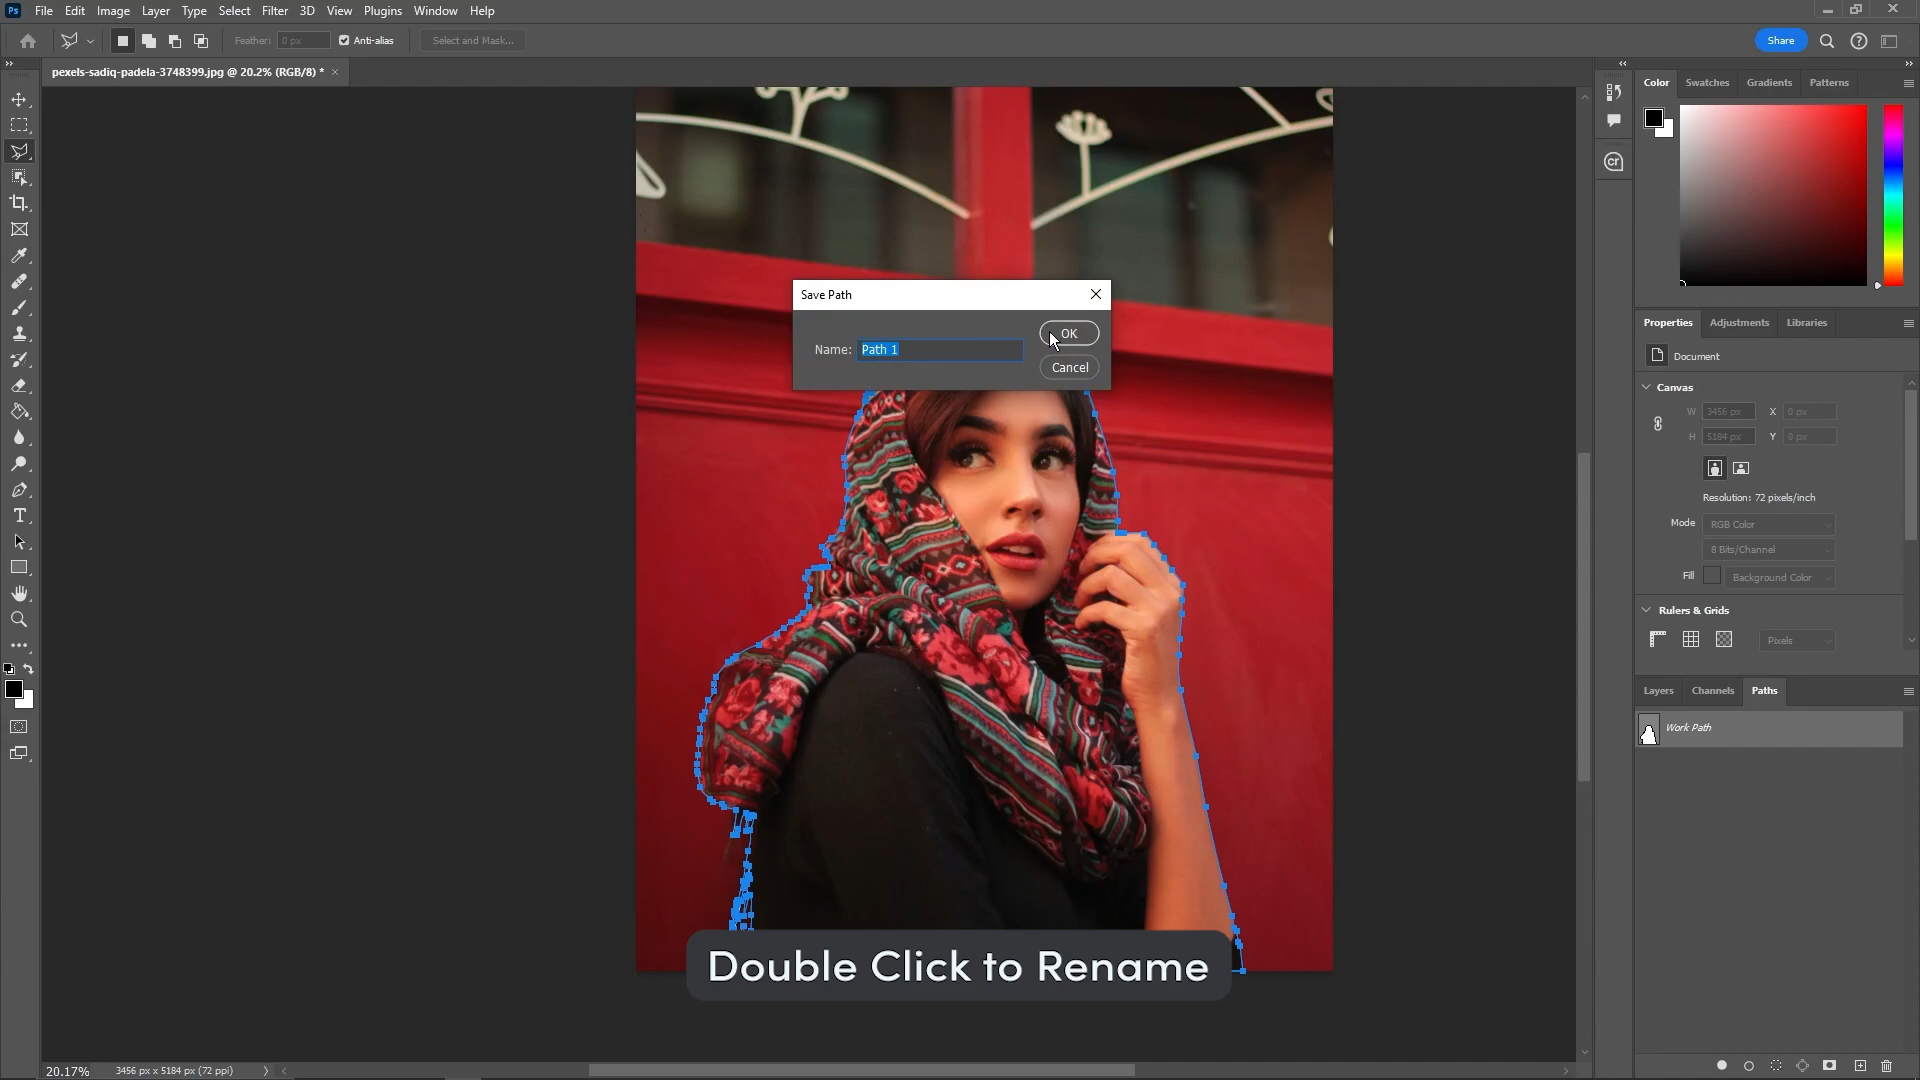 Ps File Edit Image Layer Type Select Filter 3D View Plugins Window Help
Feather: 0 px Anti-alias Select and Mask... Share
pexels-sadiq-padela-3748399.jpg @ 20.2% (RGB/8) * ×
Color Swatches Gradients Patterns
cr
Save Path
Name: Path 1
OK
Cancel
Properties Adjustments Libraries
Document
Canvas
W 3456 px X 0 px
H 5184 px Y 0 px
Resolution: 72 pixels/inch
Mode RGB Color
8 Bits/Channel
Fill Background Color
Rulers & Grids
Pixels
Layers Channels Paths
Work Path
Double Click to Rename
20.17% 3456 px x 5184 px (72 ppi)